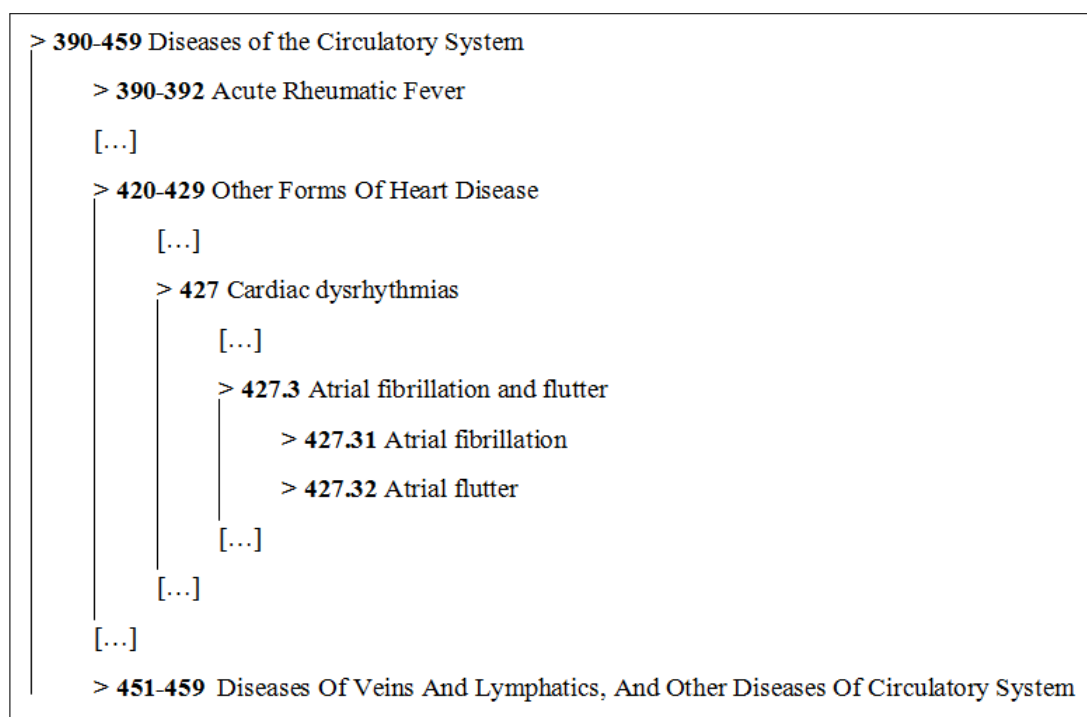 > 390-459 Diseases of the Circulatory System
> 390-392 Acute Rheumatic Fever
[…]
> 420-429 Other Forms Of Heart Disease
[…]
> 427 Cardiac dysrhythmias
[…]
> 427.3 Atrial fibrillation and flutter
> 427.31 Atrial fibrillation
> 427.32 Atrial flutter
[…]
[…]
[…]
> 451-459 Diseases Of Veins And Lymphatics, And Other Diseases Of Circulatory System